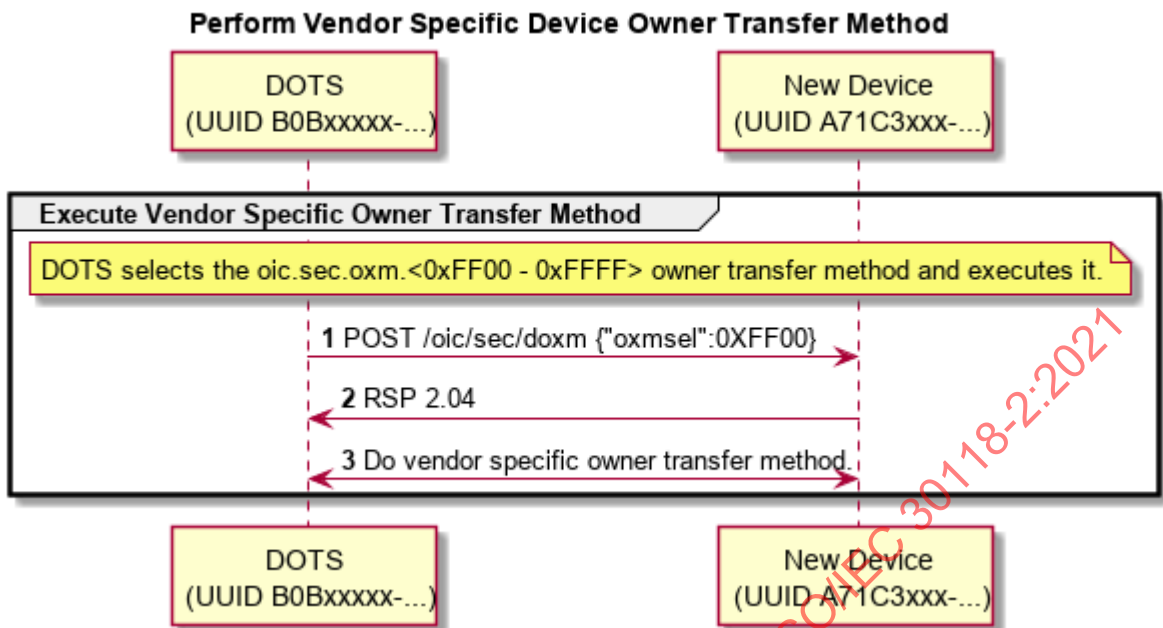 Perform Vendor Specific Device Owner Transfer Method
DOTS
(UUID B0Bxxxxx-...)
New Device
(UUID A71C3xxx-...)
Execute Vendor Specific Owner Transfer Method
DOTS selects the oic.sec.oxm.<0xFF00 - 0xFFFF> owner transfer method and executes it.
1 POST /oic/sec/doxm {"oxmsel":0XFF00}
2 RSP 2.04
3 Do vendor specific owner transfer method.
DOTS
(UUID B0Bxxxxx-...)
New Device
(UUID A71C3xxx-...)
ISO/IEC 30118-2:2021